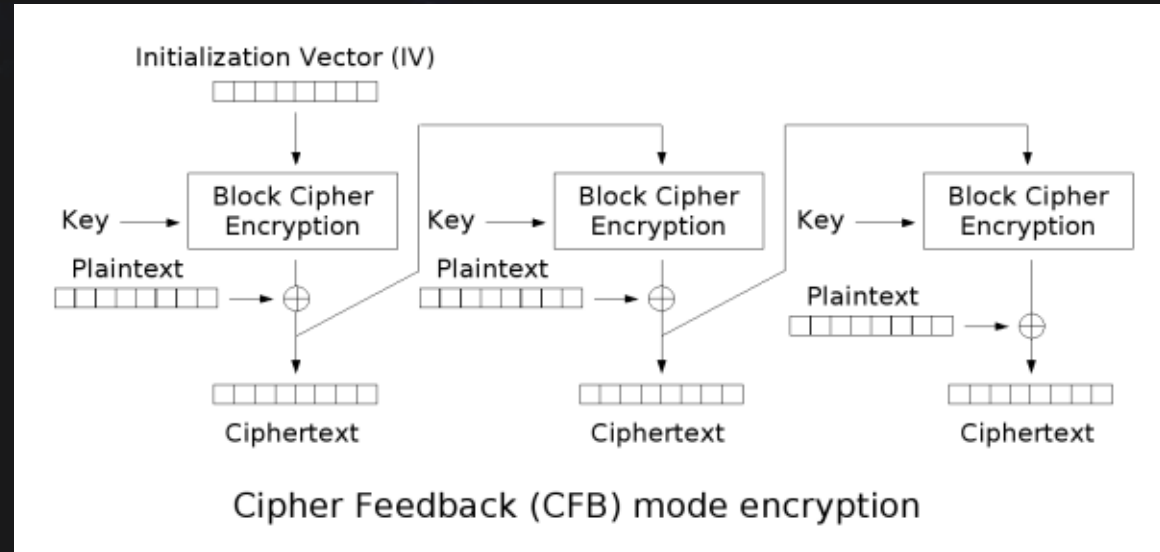 Initialization Vector (IV)
Block Cipher
Encryption
Key
Plaintext
Ciphertext
Block Cipher
Encryption
Key
Plaintext
Ciphertext
Block Cipher
Encryption
Key
Plaintext
Ciphertext
Cipher Feedback (CFB) mode encryption